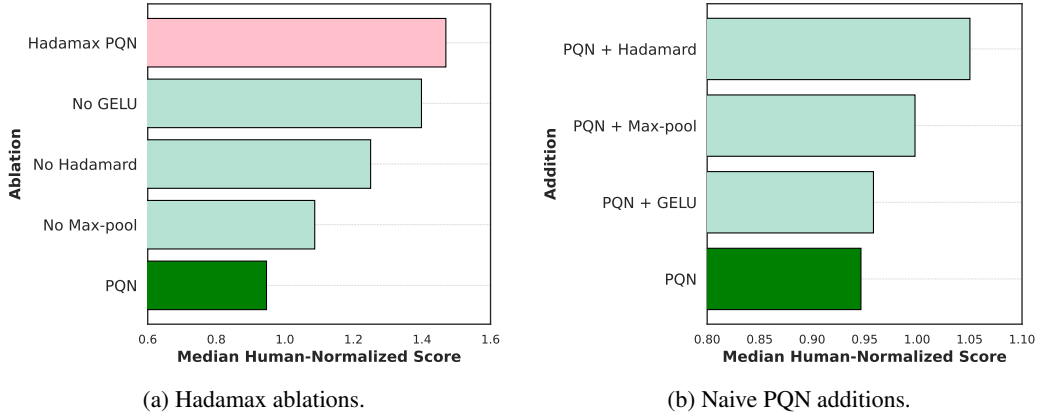 Ablation
Hadamax PQN
No GELU
No Hadamard
No Max-pool
PQN
0.6 0.8 1.0 1.2 1.4 1.6
Median Human-Normalized Score
(a) Hadamax ablations.
Addition
PQN + Hadamard
PQN + Max-pool
PQN + GELU
PQN
0.80 0.85 0.90 0.95 1.00 1.05 1.10
Median Human-Normalized Score
(b) Naive PQN additions.